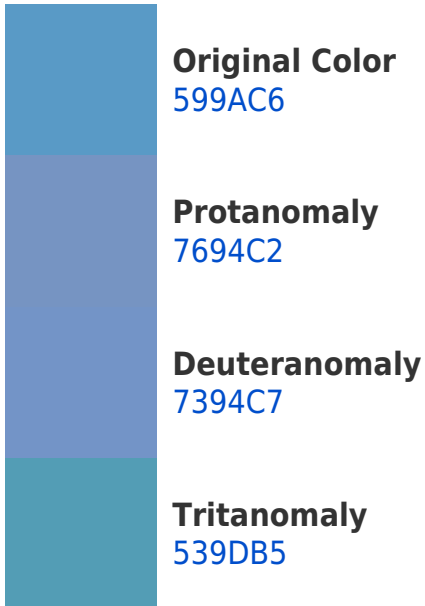 Original Color
599AC6
Protanomaly
7694C2
Deuteranomaly
7394C7
Tritanomaly
539DB5